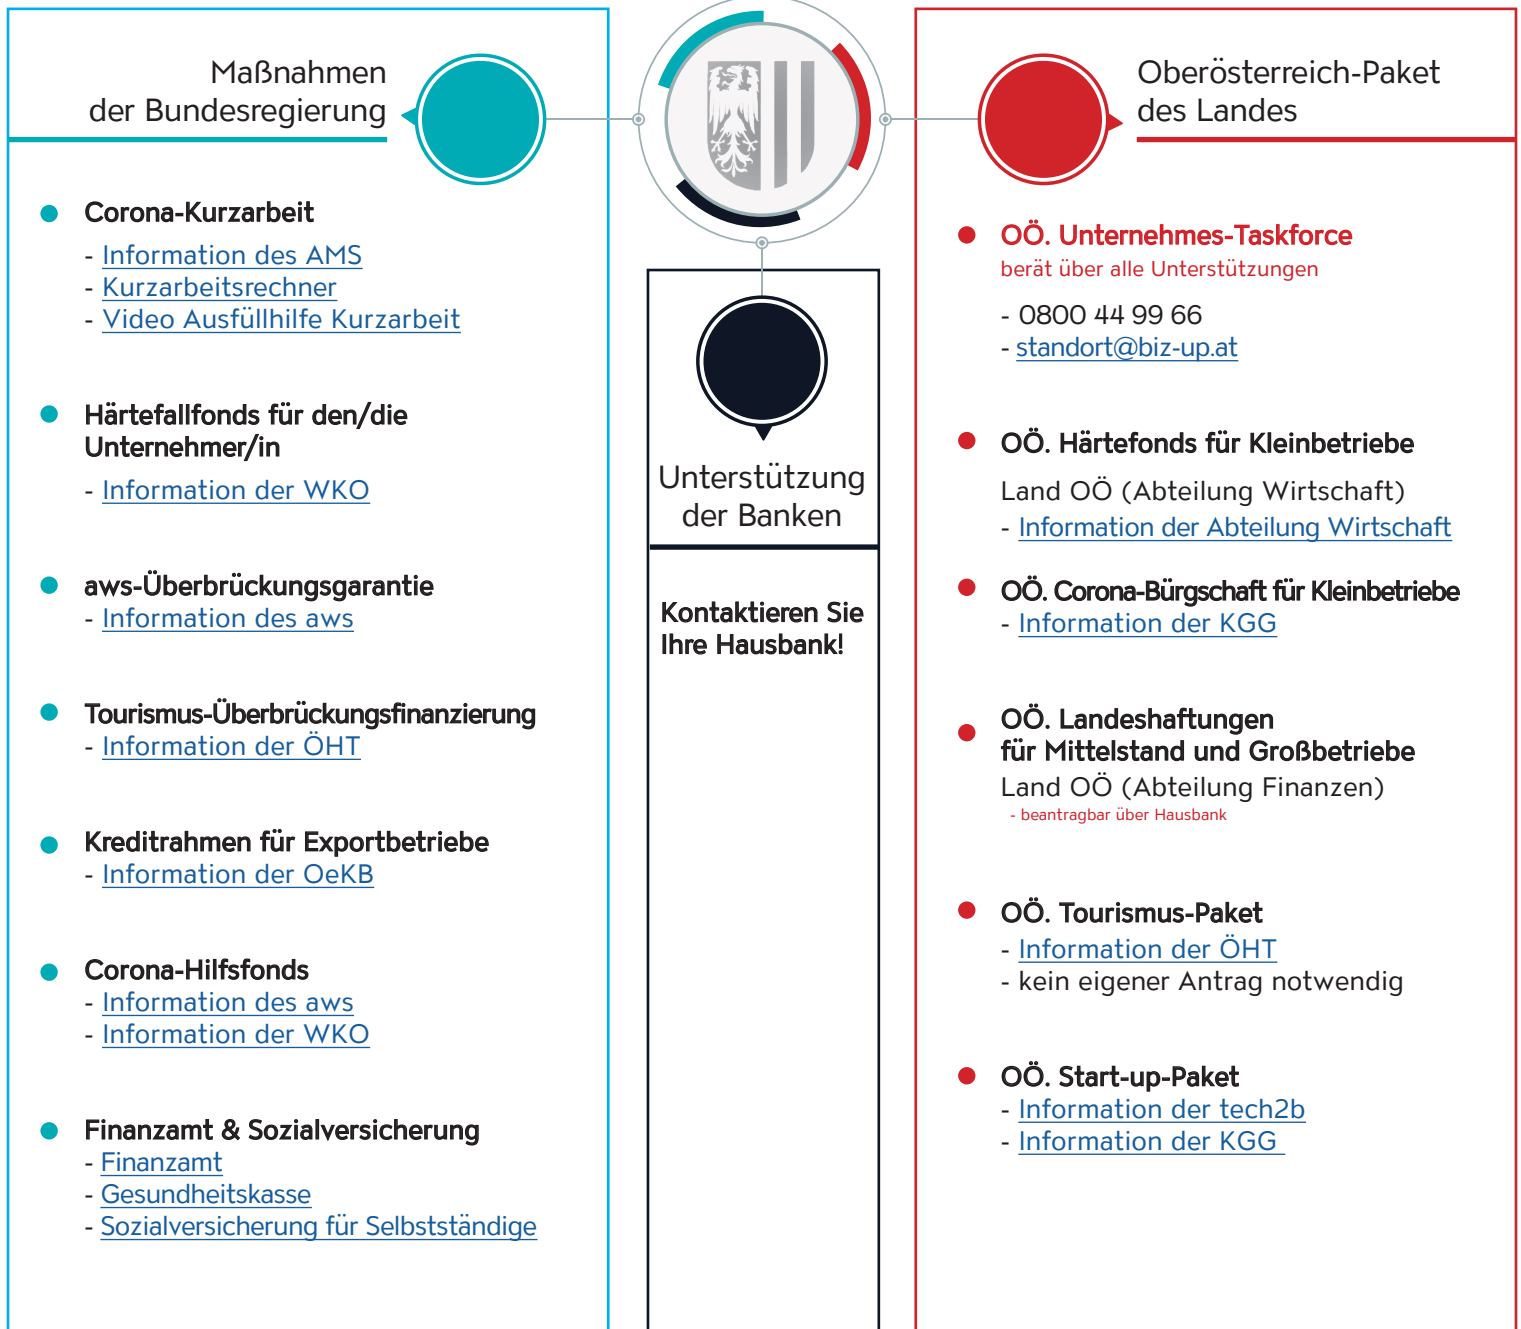 Maßnahmen
der Bundesregierung
Corona-Kurzarbeit
- Information des AMS
- Kurzarbeitsrechner
- Video Ausfüllhilfe Kurzarbeit
Härtefallfonds für den/die
Unternehmer/in
- Information der WKO
aws-Überbrückungsgarantie
- Information des aws
Tourismus-Überbrückungsfinanzierung
- Information der ÖHT
Kreditrahmen für Exportbetriebe
- Information der OeKB
Corona-Hilfsfonds
- Information des aws
- Information der WKO
Finanzamt & Sozialversicherung
- Finanzamt
- Gesundheitskasse
- Sozialversicherung für Selbstständige
Unterstützung
der Banken
Kontaktieren Sie
Ihre Hausbank!
Oberösterreich-Paket
des Landes
OÖ. Unternehmes-Taskforce
berät über alle Unterstützungen
- 0800 44 99 66
- standort@biz-up.at
OÖ. Härtefonds für Kleinbetriebe
Land OÖ (Abteilung Wirtschaft)
- Information der Abteilung Wirtschaft
OÖ. Corona-Bürgschaft für Kleinbetriebe
- Information der KGG
OÖ. Landeshaftungen
für Mittelstand und Großbetriebe
Land OÖ (Abteilung Finanzen)
- beantragbar über Hausbank
OÖ. Tourismus-Paket
- Information der ÖHT
- kein eigener Antrag notwendig
OÖ. Start-up-Paket
- Information der tech2b
- Information der KGG